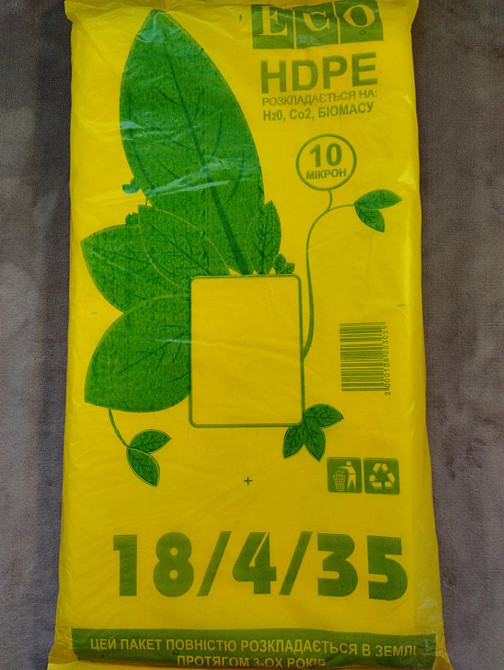 ECO
HDPE
РОЗКЛАДАЄТЬСЯ НА:
H20, Co2, БІОМАСУ
10
МІКРОН
18/4/35
ЦЕЙ ПАКЕТ ПОВНІСТЮ РОЗКЛАДАЄТЬСЯ В ЗЕМЛІ
ПРОТЯГОМ 3-ОХ РОКІВ